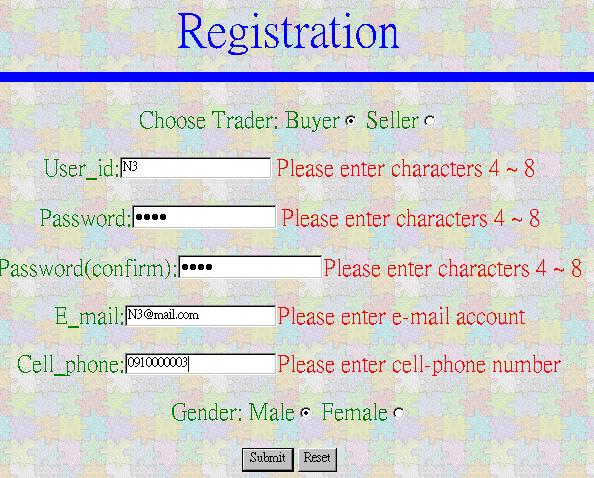 Registration
Choose Trader: Buyer Seller
User_id: N3 Please enter characters 4 ~ 8
Password: •••• Please enter characters 4 ~ 8
Password(confirm): •••• Please enter characters 4 ~ 8
E_mail: N3@mail.com Please enter e-mail account
Cell_phone: 0910000003 Please enter cell-phone number
Gender: Male Female
Submit Reset